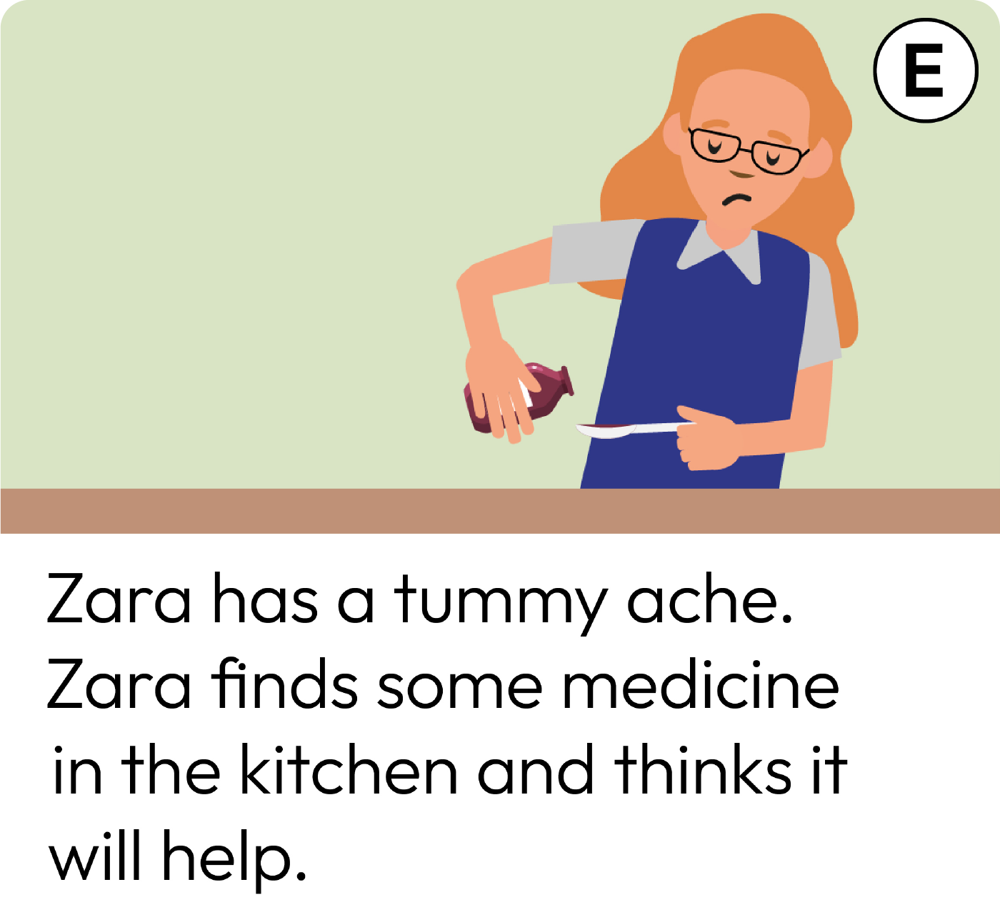 E
Zara has a tummy ache.
Zara finds some medicine
in the kitchen and thinks it
will help.